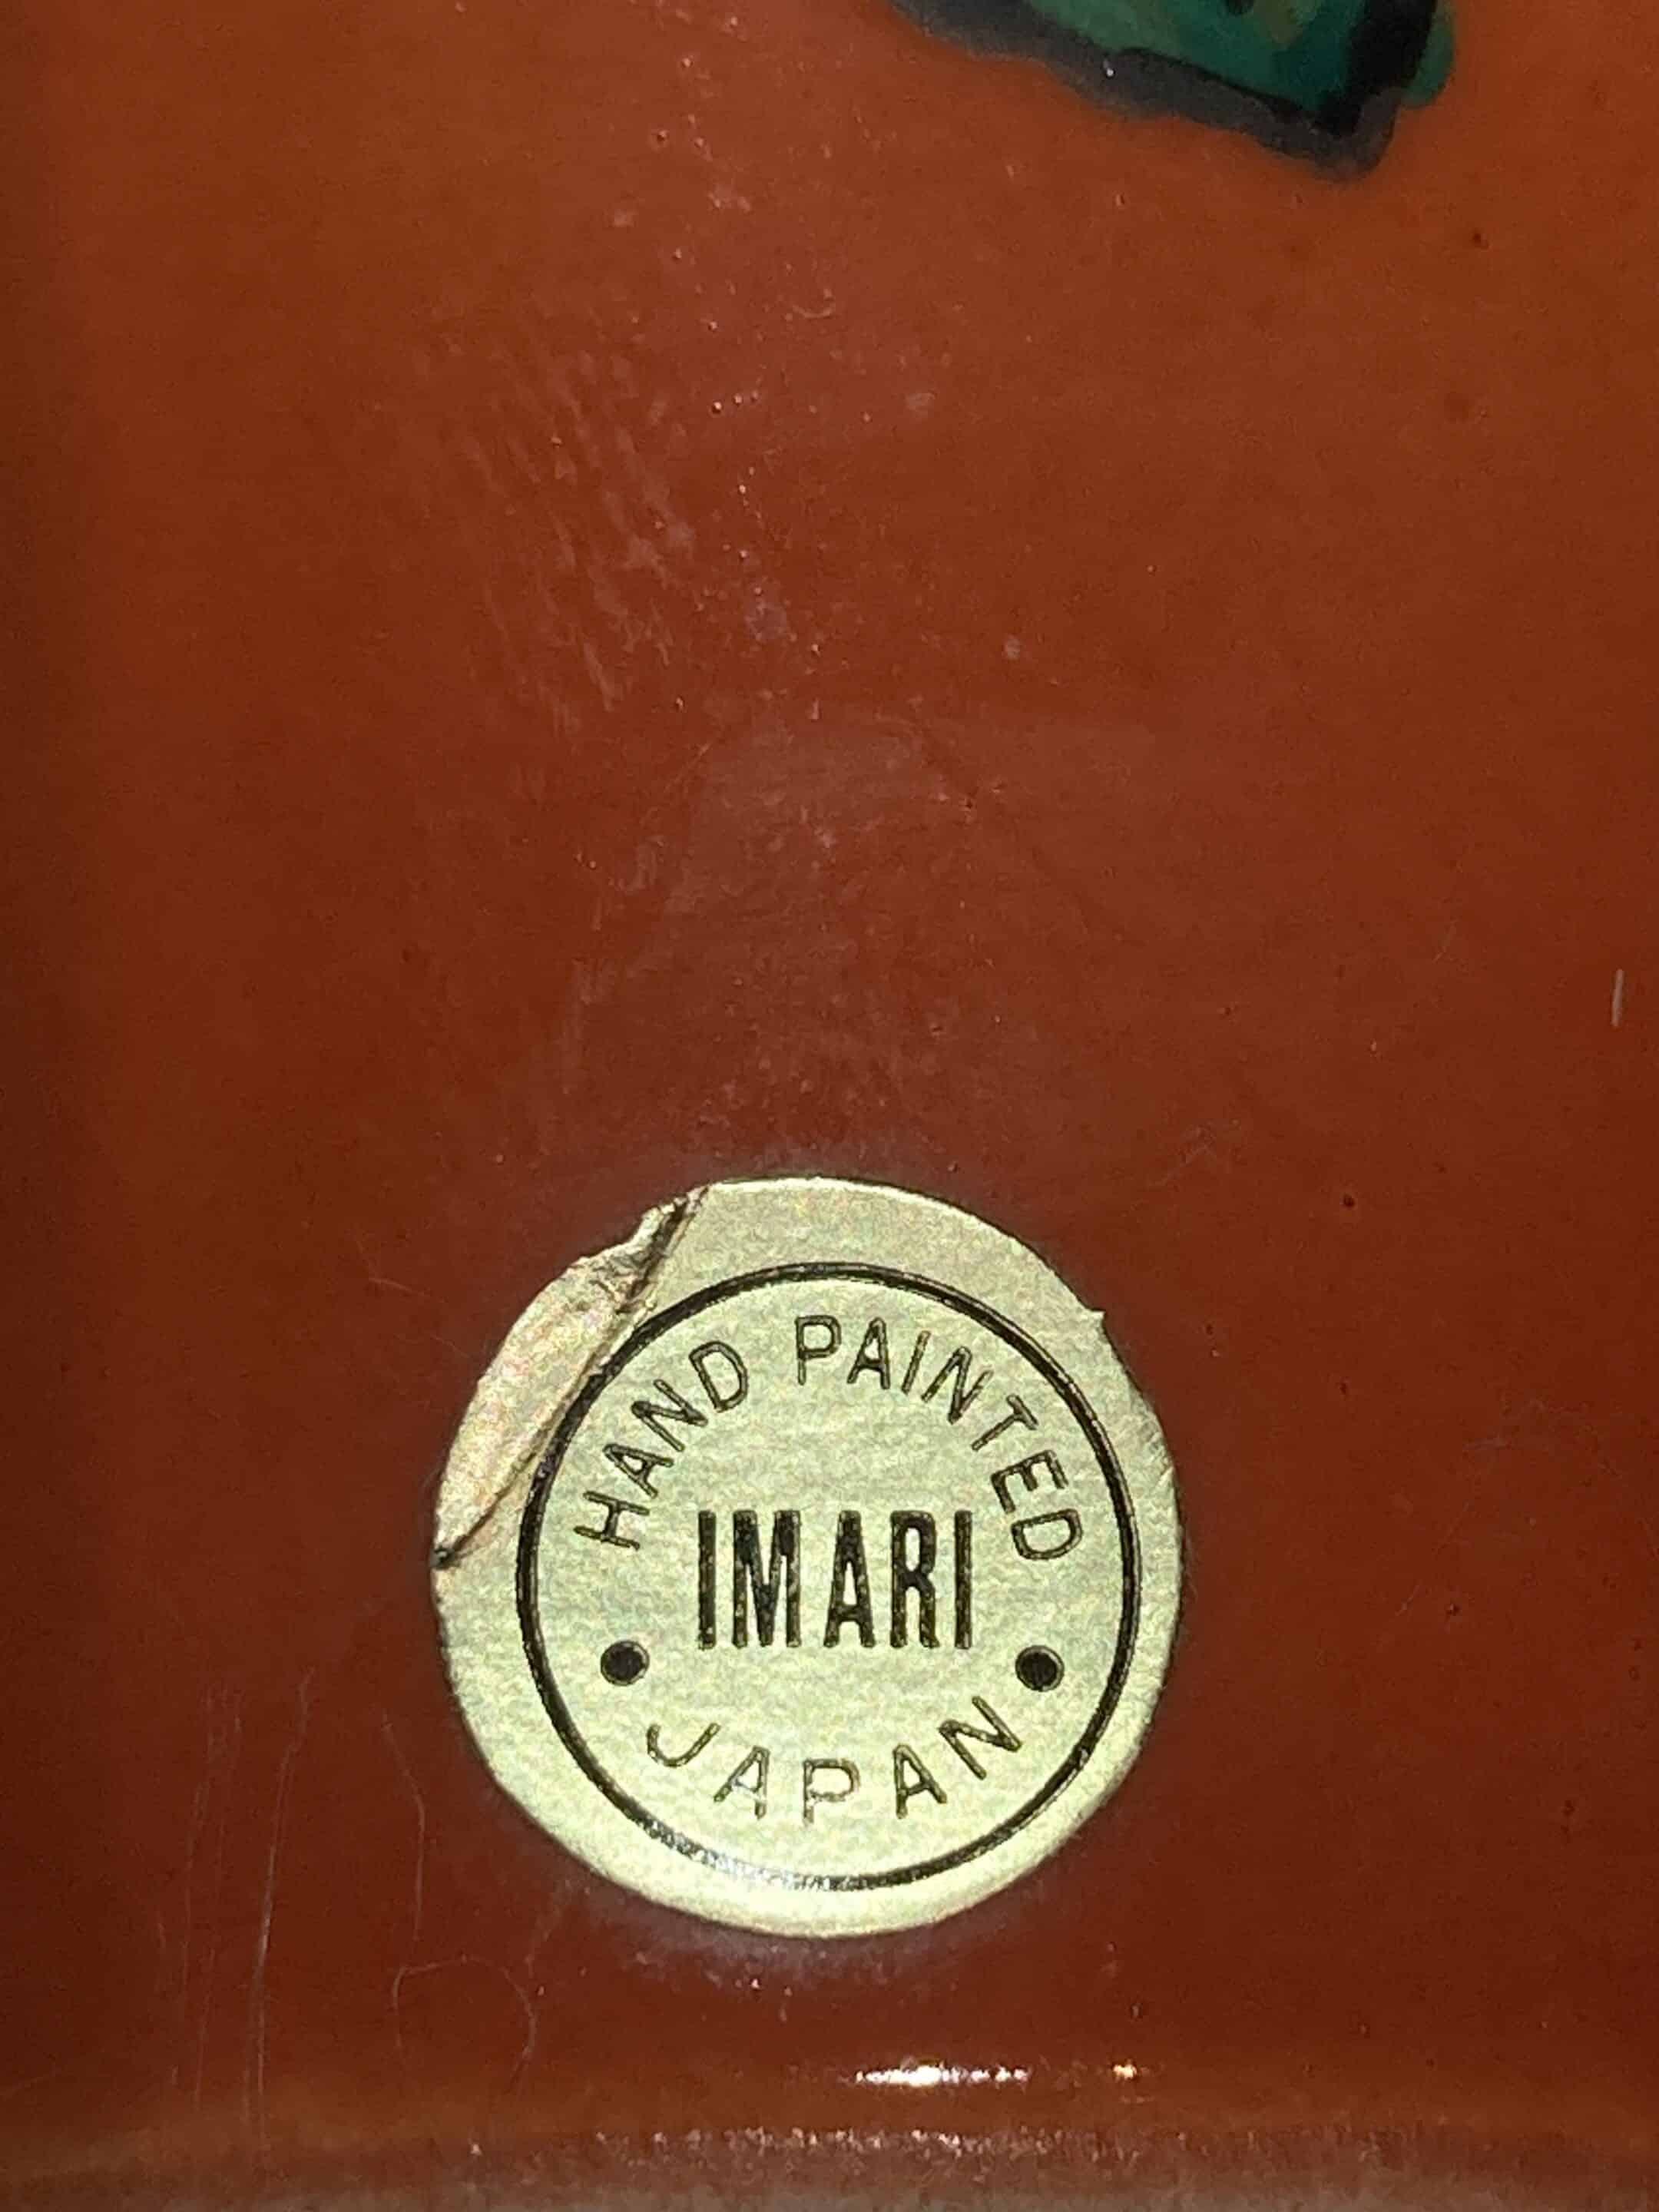 HAND PAINTED
IMARI
• JAPAN •